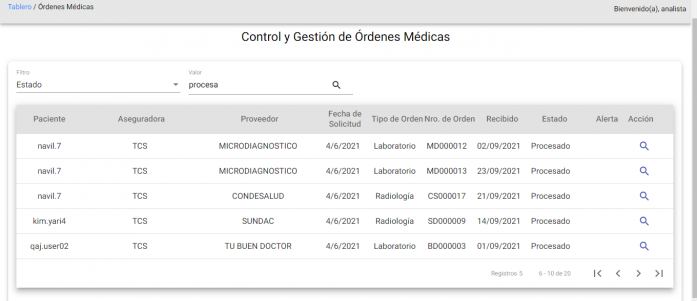 Tablero / Órdenes Médicas
Bienvenido(a), analista
Control y Gestión de Órdenes Médicas
Filtro
Valor
Estado
procesa
Paciente Aseguradora Proveedor Fecha de Solicitud Tipo de Orden Nro. de Orden Recibido Estado Alerta Acción
navil.7 TCS MICRODIAGNOSTICO 4/6/2021 Laboratorio MD000012 02/09/2021 Procesado
navil.7 TCS MICRODIAGNOSTICO 4/6/2021 Laboratorio MD000013 23/09/2021 Procesado
navil.7 TCS CONDESALUD 4/6/2021 Radiología CS000017 21/09/2021 Procesado
kim.yari4 TCS SUNDAC 4/6/2021 Radiología SD000009 14/09/2021 Procesado
qaj.user02 TCS TU BUEN DOCTOR 4/6/2021 Laboratorio BD000003 01/09/2021 Procesado
Registros 5 6 - 10 de 20